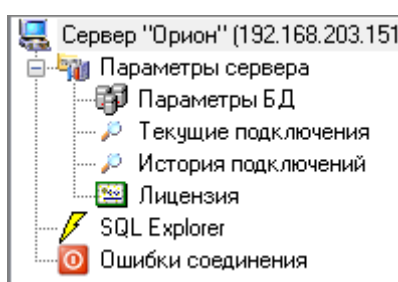 Сервер "Орион" (192.168.203.151
Параметры сервера
Параметры БД
Текущие подключения
История подключений
Лицензия
SQL Explorer
Ошибки соединения